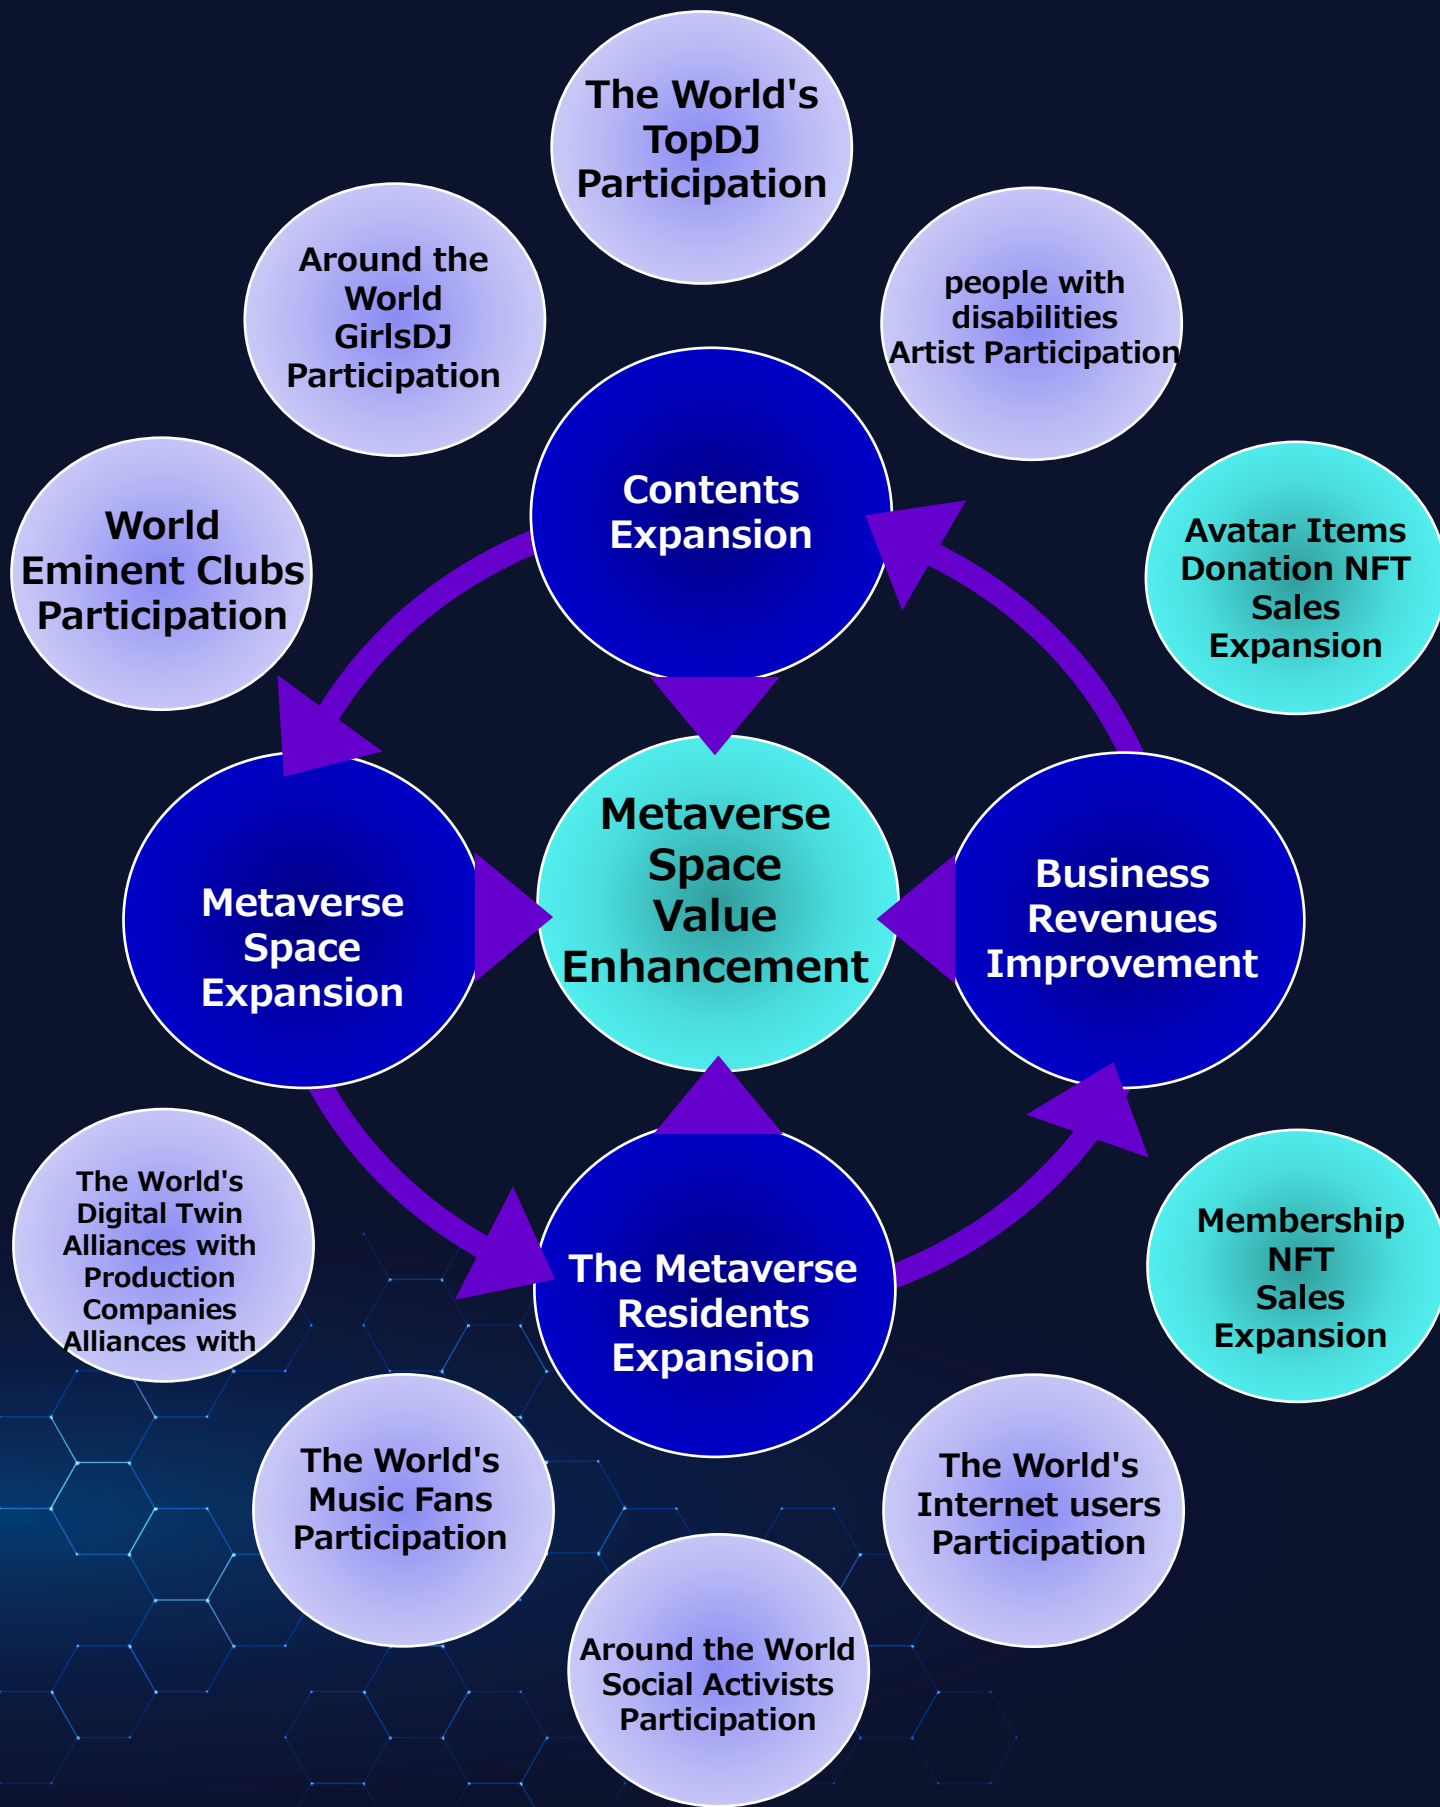 The World's
TopDJ
Participation
Around the
World
GirlsDJ
Participation
people with
disabilities
Artist Participation
World
Eminent Clubs
Participation
Contents
Expansion
Avatar Items
Donation NFT
Sales
Expansion
Metaverse
Space
Expansion
Metaverse
Space
Value
Enhancement
Business
Revenues
Improvement
The World's
Digital Twin
Alliances with
Production
Companies
Alliances with
The Metaverse
Residents
Expansion
Membership
NFT
Sales
Expansion
The World's
Music Fans
Participation
The World's
Internet users
Participation
Around the World
Social Activists
Participation